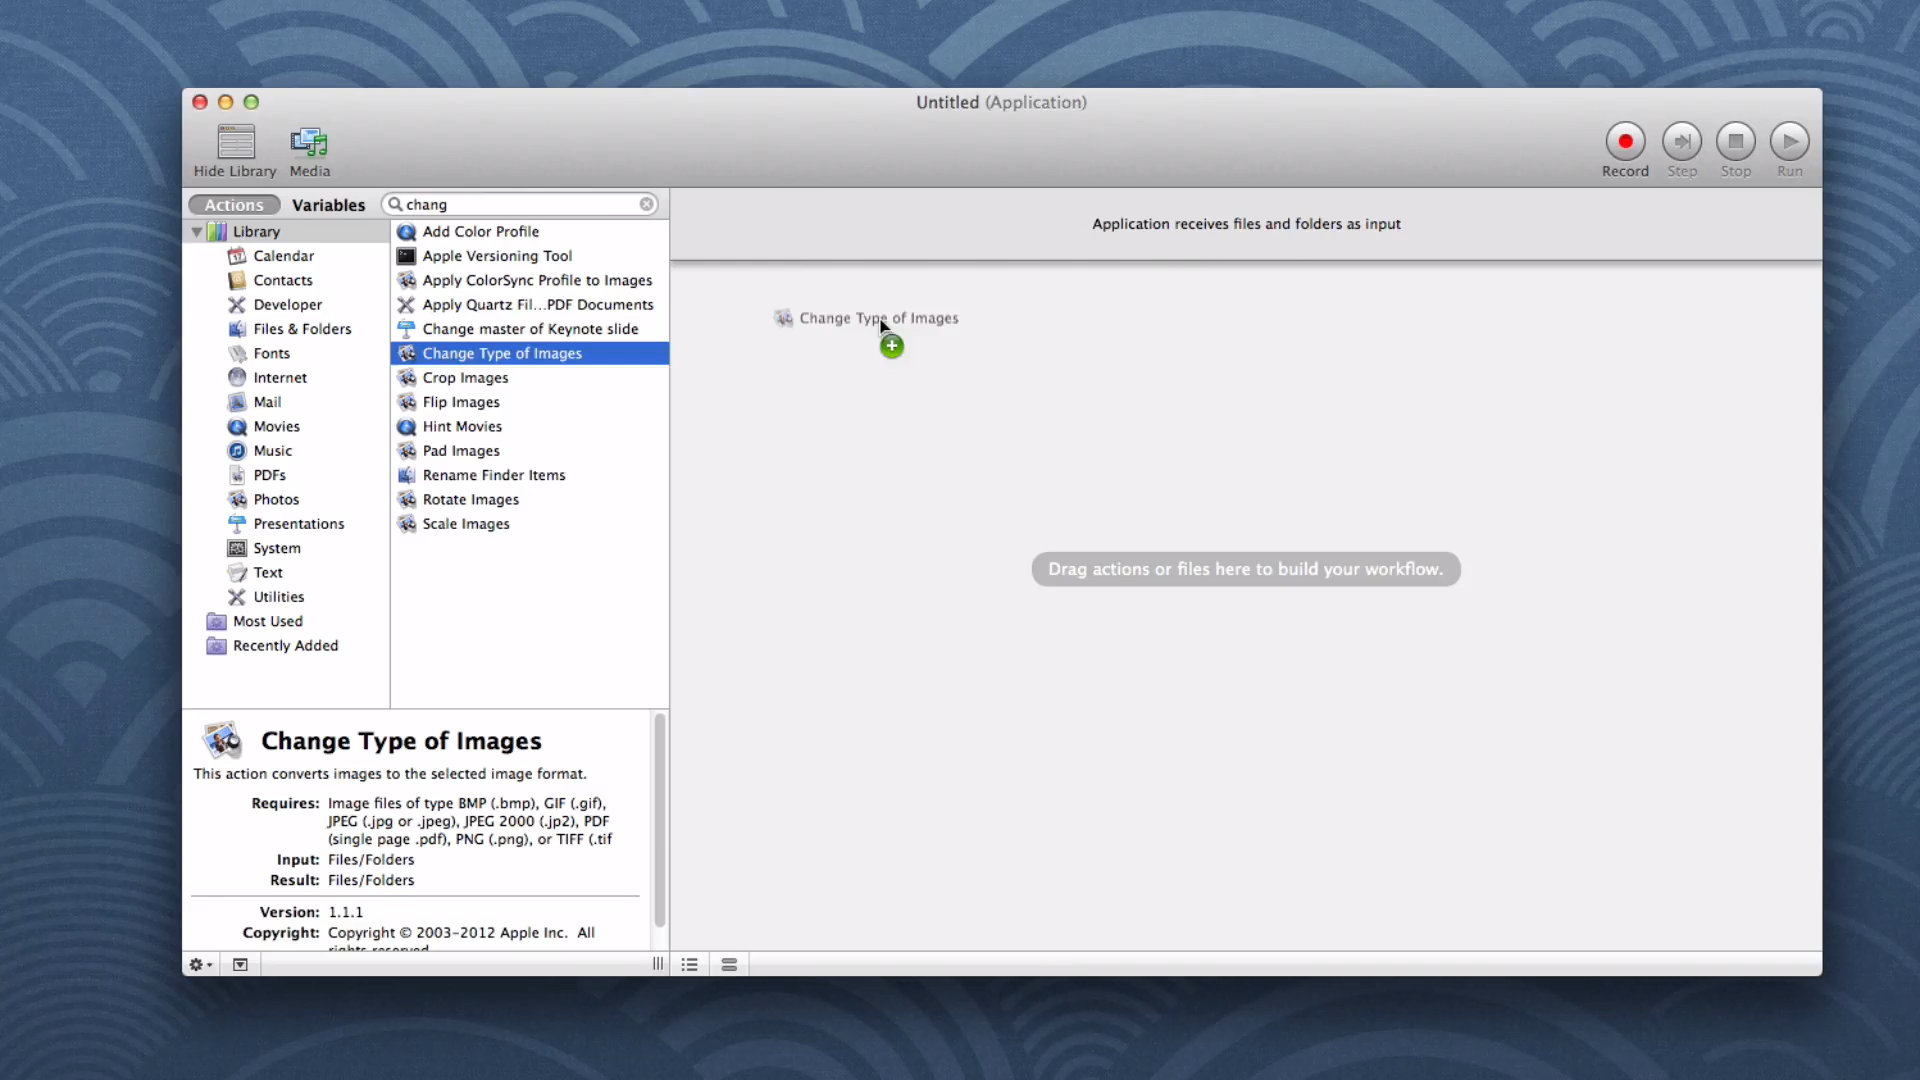 Untitled (Application)
Hide Library
Media
Record
Step
Stop
Run
Actions
Variables
chang
Application receives files and folders as input
Library
Calendar
Contacts
Developer
Files & Folders
Fonts
Internet
Mail
Movies
Music
PDFs
Photos
Presentations
System
Text
Utilities
Most Used
Recently Added
Add Color Profile
Apple Versioning Tool
Apply ColorSync Profile to Images
Apply Quartz Fil...PDF Documents
Change master of Keynote slide
Change Type of Images
Crop Images
Flip Images
Hint Movies
Pad Images
Rename Finder Items
Rotate Images
Scale Images
Change Type of Images
Drag actions or files here to build your workflow.
Change Type of Images
This action converts images to the selected image format.
Requires: Image files of type BMP (.bmp), GIF (.gif),
JPEG (.jpg or .jpeg), JPEG 2000 (.jp2), PDF
(single page .pdf), PNG (.png), or TIFF (.tif
Input: Files/Folders
Result: Files/Folders
Version: 1.1.1
Copyright: Copyright © 2003-2012 Apple Inc. All
rights reserved